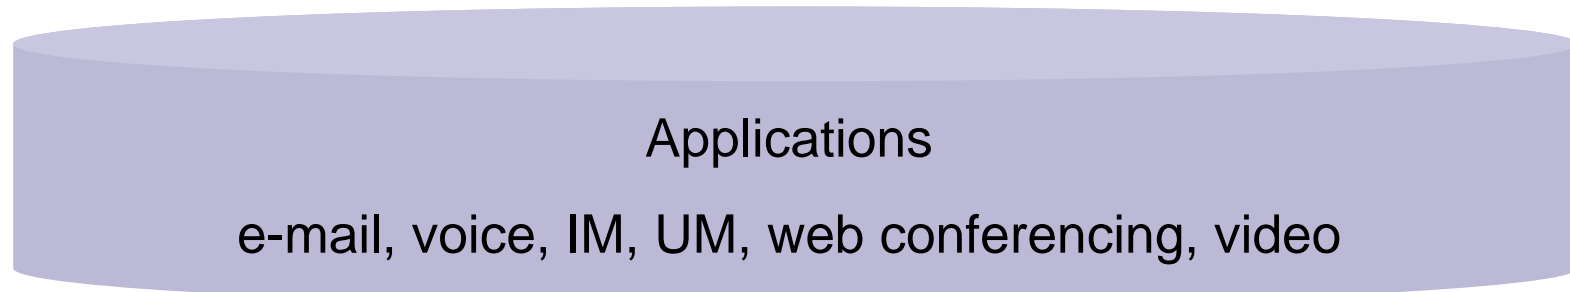 Applications
e-mail, voice, IM, UM, web conferencing, video